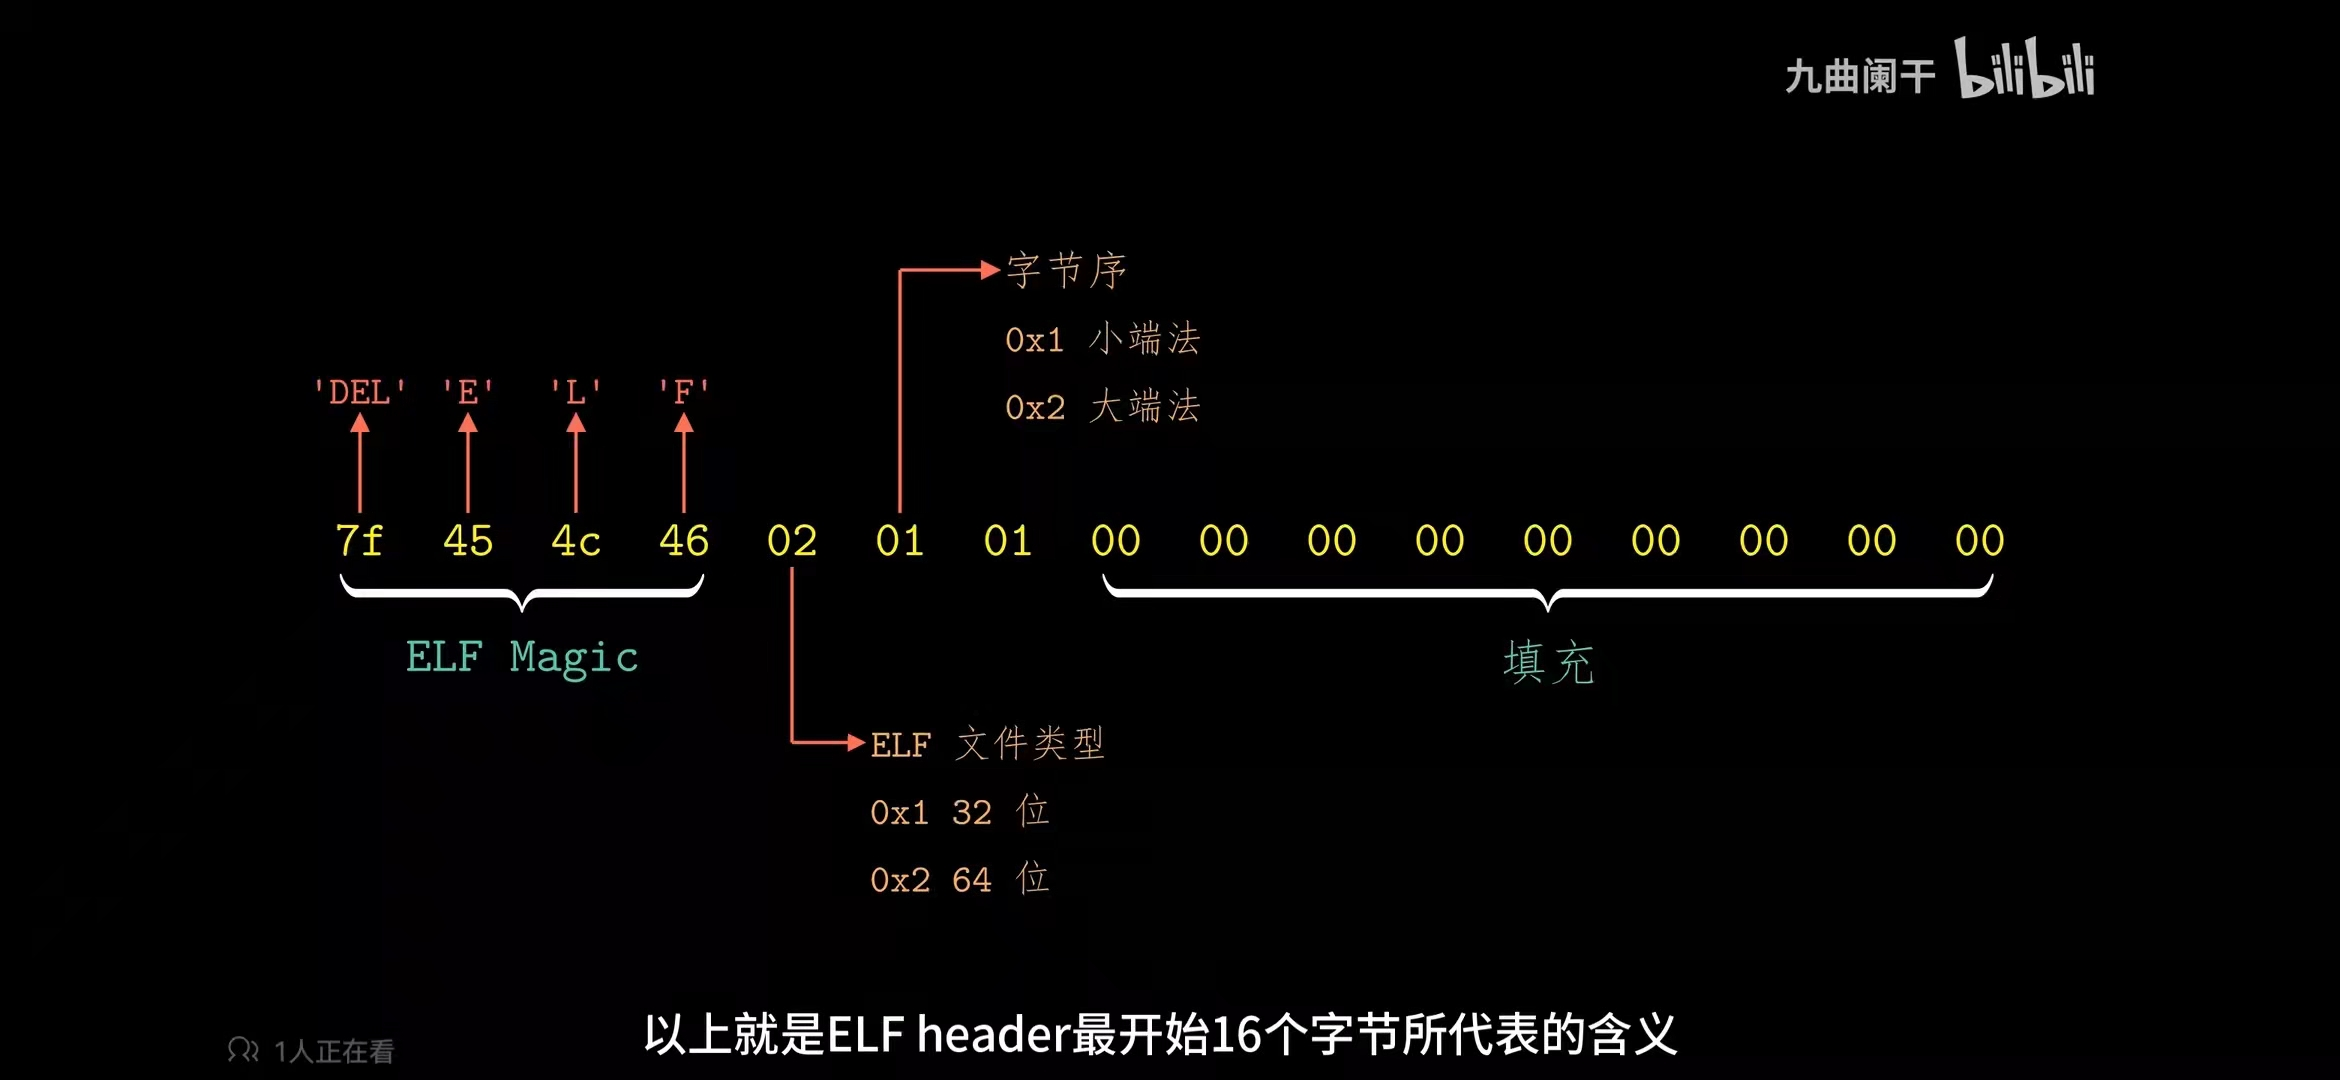 九曲阑干 bilibili
字节序
0x1 小端法
0x2 大端法
'DEL' 'E' 'L' 'F'
7f 45 4c 46 02 01 01 00 00 00 00 00 00 00 00 00
ELF Magic
填充
ELF 文件类型
0x1 32 位
0x2 64 位
以上就是ELF header最开始16个字节所代表的含义
1人正在看